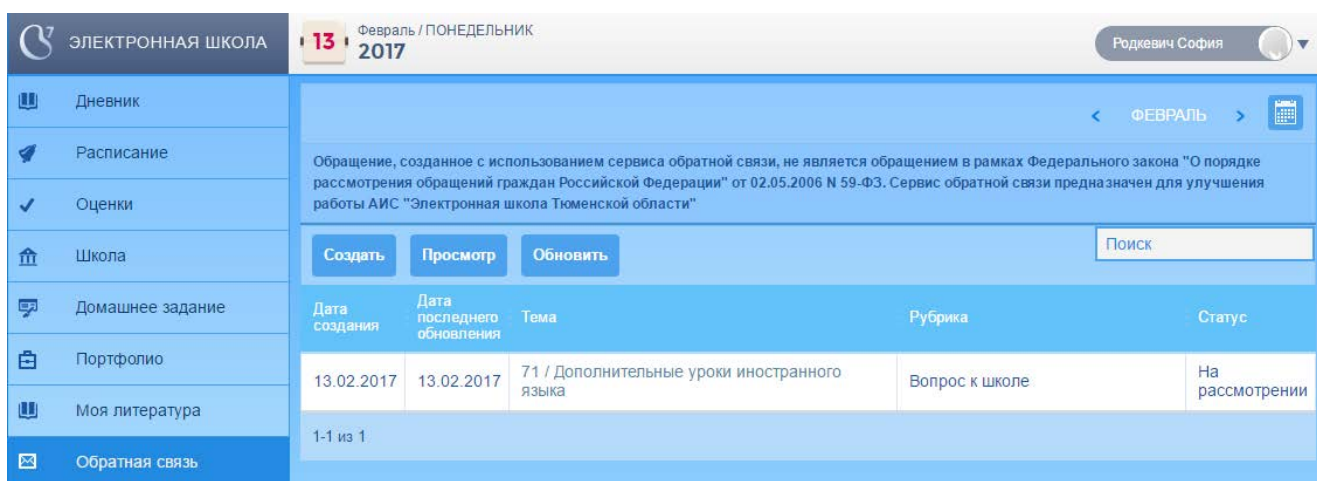 ЭЛЕКТРОННАЯ ШКОЛА
13
Февраль / ПОНЕДЕЛЬНИК
2017
Родкевич София
Дневник
Расписание
Оценки
Школа
Домашнее задание
Портфолио
Моя литература
Обратная связь
< ФЕВРАЛЬ >
Обращение, созданное с использованием сервиса обратной связи, не является обращением в рамках Федерального закона "О порядке
рассмотрения обращений граждан Российской Федерации" от 02.05.2006 N 59-ФЗ. Сервис обратной связи предназначен для улучшения
работы АИС "Электронная школа Тюменской области"
Создать Просмотр Обновить
Поиск
Дата
создания
Дата
последнего
обновления
Тема
Рубрика
Статус
13.02.2017
13.02.2017
71 / Дополнительные уроки иностранного
языка
Вопрос к школе
На
рассмотрении
1-1 из 1